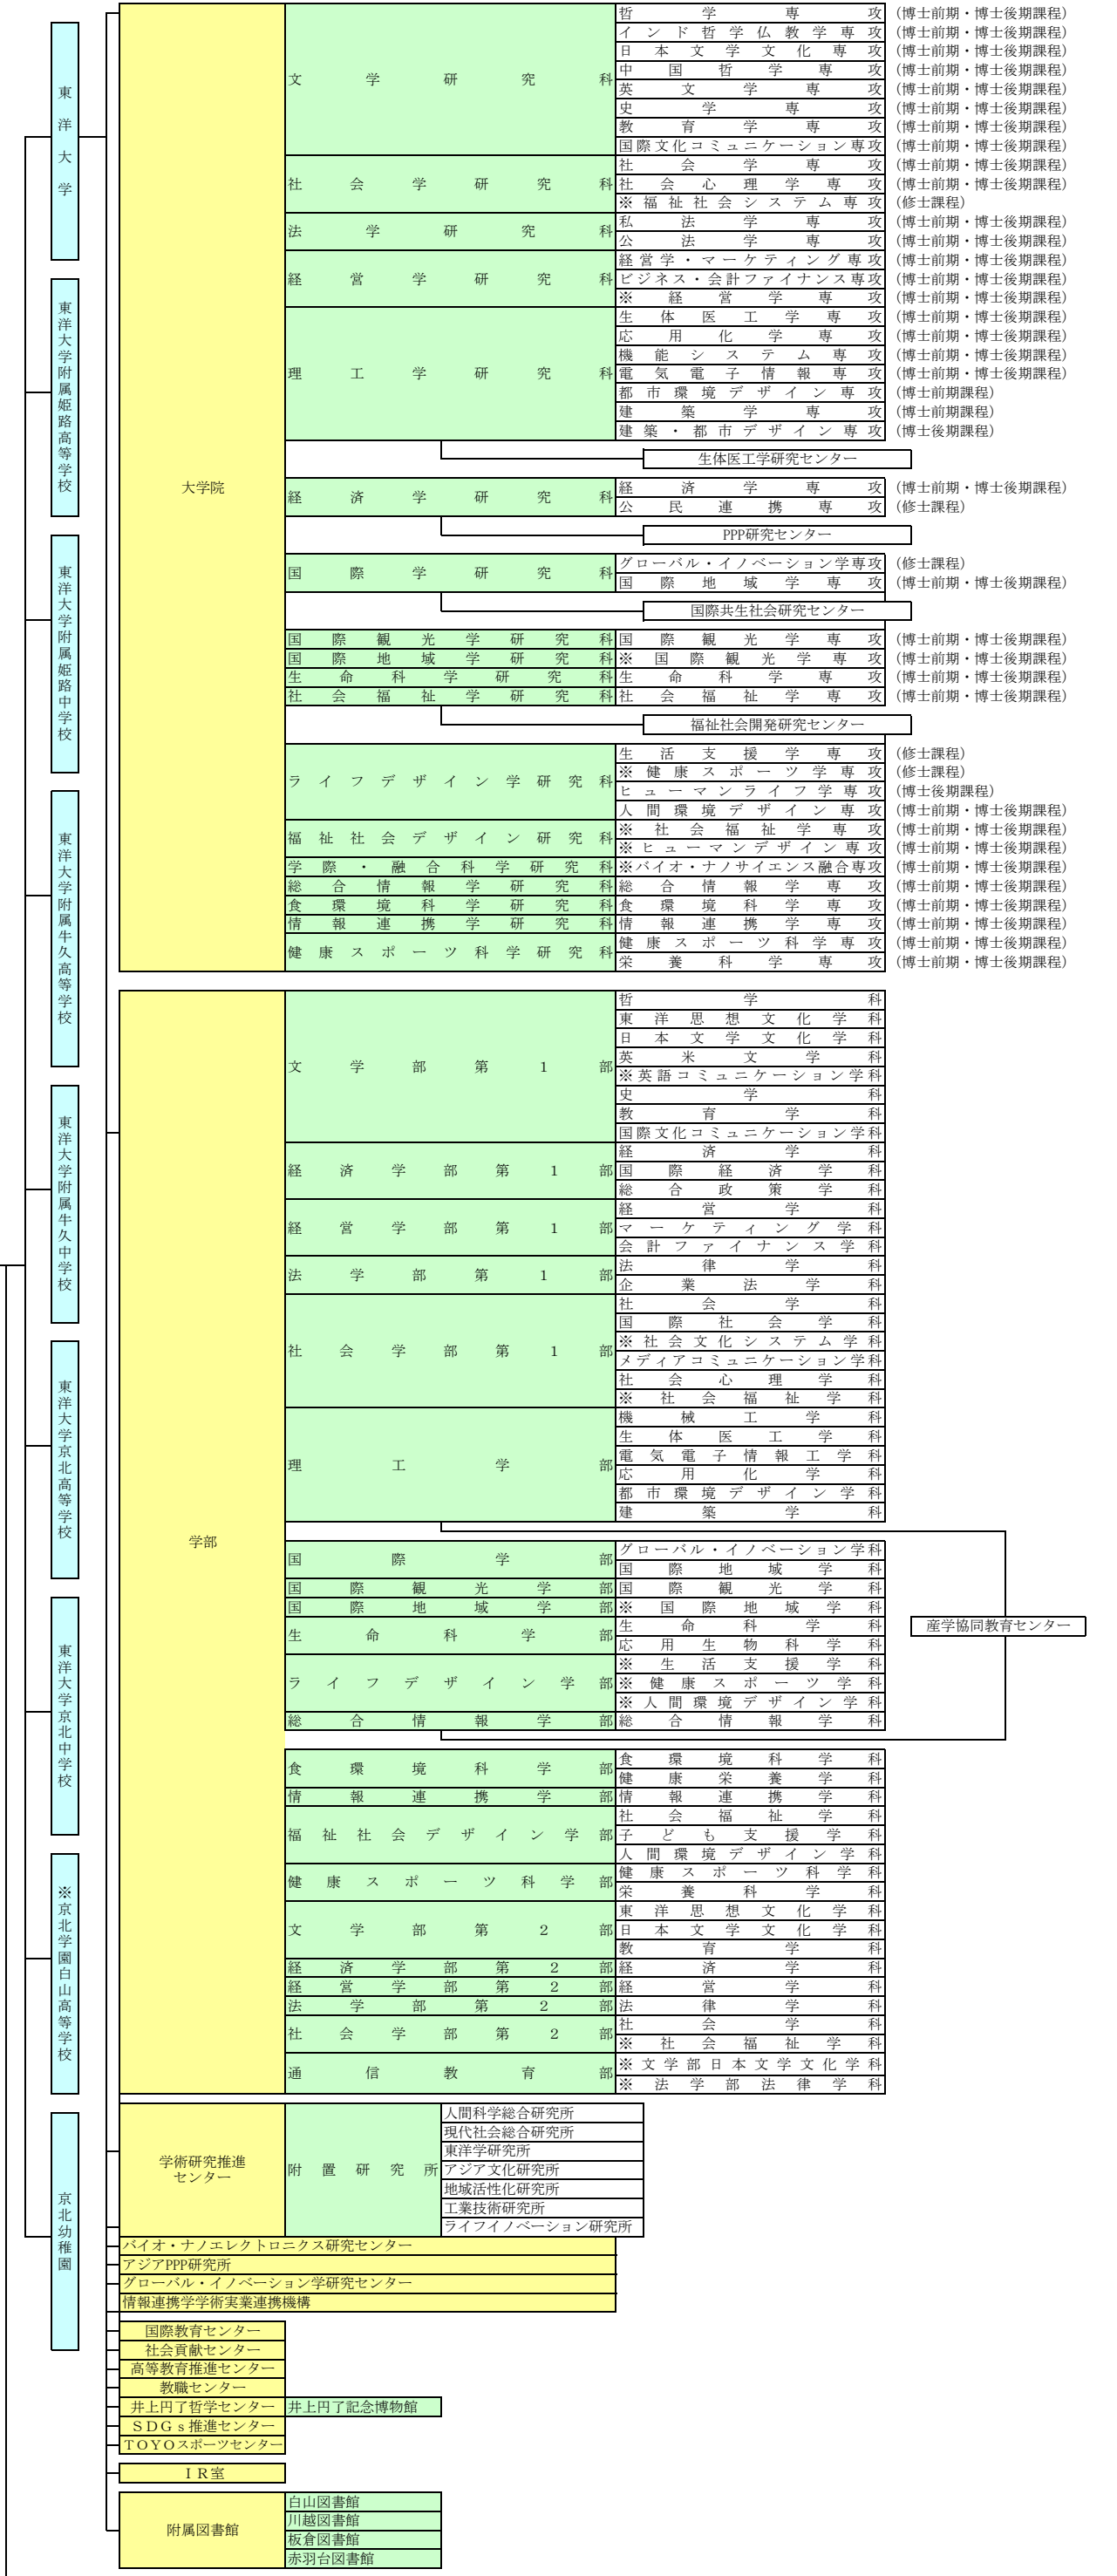 東洋大学
東洋大学附属姫路高等学校
東洋大学附属姫路中学校
東洋大学附属牛久高等学校
東洋大学附属牛久中学校
東洋大学京北高等学校
東洋大学京北中学校
※京北学園白山高等学校
京北幼稚園
大学院
文学研究科
哲学専攻 (博士前期・博士後期課程)
インド哲学仏教学専攻 (博士前期・博士後期課程)
日本文学文化専攻 (博士前期・博士後期課程)
中国哲学専攻 (博士前期・博士後期課程)
英文学専攻 (博士前期・博士後期課程)
史学専攻 (博士前期・博士後期課程)
教育学専攻 (博士前期・博士後期課程)
国際文化コミュニケーション専攻 (博士前期・博士後期課程)
社会学研究科
社会学専攻 (博士前期・博士後期課程)
社会心理学専攻 (博士前期・博士後期課程)
※福祉社会システム専攻 (修士課程)
法学研究科
私法学専攻 (博士前期・博士後期課程)
公法学専攻 (博士前期・博士後期課程)
経営学研究科
経営学・マーケティング専攻 (博士前期・博士後期課程)
ビジネス・会計ファイナンス専攻 (博士前期・博士後期課程)
※経営学専攻 (博士前期・博士後期課程)
理工学研究科
生体医工学専攻 (博士前期・博士後期課程)
応用化学専攻 (博士前期・博士後期課程)
機能システム専攻 (博士前期・博士後期課程)
電気電子情報専攻 (博士前期・博士後期課程)
都市環境デザイン専攻 (博士前期課程)
建築学専攻 (博士前期課程)
建築・都市デザイン専攻 (博士後期課程)
生体医工学研究センター
経済学研究科
経済学専攻 (博士前期・博士後期課程)
公民連携専攻 (修士課程)
PPP研究センター
国際学研究科
グローバル・イノベーション学専攻 (修士課程)
国際地域学専攻 (博士前期・博士後期課程)
国際共生社会研究センター
国際観光学研究科 国際観光学専攻 (博士前期・博士後期課程)
国際地域学研究科 ※国際観光学専攻 (博士前期・博士後期課程)
生命科学研究科 生命科学専攻 (博士前期・博士後期課程)
社会福祉学研究科 社会福祉学専攻 (博士前期・博士後期課程)
福祉社会開発研究センター
ライフデザイン学研究科
生活支援学専攻 (修士課程)
※健康スポーツ学専攻 (修士課程)
ヒューマンライフ学専攻 (博士後期課程)
人間環境デザイン専攻 (博士前期・博士後期課程)
福祉社会デザイン研究科
※社会福祉学専攻 (博士前期・博士後期課程)
※ヒューマンデザイン専攻 (博士前期・博士後期課程)
学際・融合科学研究科 ※バイオ・ナノサイエンス融合専攻 (博士前期・博士後期課程)
総合情報学研究科 総合情報学専攻 (博士前期・博士後期課程)
食環境科学研究科 食環境科学専攻 (博士前期・博士後期課程)
情報連携学研究科 情報連携学専攻 (博士前期・博士後期課程)
健康スポーツ科学研究科
健康スポーツ科学専攻 (博士前期・博士後期課程)
栄養科学専攻 (博士前期・博士後期課程)
学部
文学部第1部
哲学科
東洋思想文化学科
日本文学文化学科
英米文学科
※英語コミュニケーション学科
史学科
教育学科
国際文化コミュニケーション学科
経済学部第1部
経済学科
国際経済学科
総合政策学科
経営学部第1部
経営学科
マーケティング学科
会計ファイナンス学科
法学部第1部
法律学科
企業法学科
社会学部第1部
社会学科
国際社会学科
※社会文化システム学科
メディアコミュニケーション学科
社会心理学科
※社会福祉学科
理工学部
機械工学科
生体医工学科
電気電子情報工学科
応用化学科
都市環境デザイン学科
建築学科
国際学部
グローバル・イノベーション学科
国際地域学科
国際観光学部 国際観光学科
国際地域学部 ※国際地域学科
生命科学部
生命科学科
応用生物科学科
産学協同教育センター
ライフデザイン学部
※生活支援学科
※健康スポーツ学科
※人間環境デザイン学科
総合情報学部 総合情報学科
食環境科学部
食環境科学科
健康栄養学科
情報連携学部 情報連携学科
福祉社会デザイン学部
社会福祉学科
子ども支援学科
人間環境デザイン学科
健康スポーツ科学部
健康スポーツ科学科
栄養科学科
文学部第2部
東洋思想文化学科
日本文学文化学科
教育学科
経済学部第2部 経済学科
経営学部第2部 経営学科
法学部第2部 法律学科
社会学部第2部
社会学科
※社会福祉学科
通信教育部
※文学部日本文学文化学科
※法学部法律学科
学術研究推進
センター
附置研究所
人間科学総合研究所
現代社会総合研究所
東洋学研究所
アジア文化研究所
地域活性化研究所
工業技術研究所
ライフイノベーション研究所
バイオ・ナノエレクトロニクス研究センター
アジアPPP研究所
グローバル・イノベーション学研究センター
情報連携学学術実業連携機構
国際教育センター
社会貢献センター
高等教育推進センター
教職センター
井上円了哲学センター 井上円了記念博物館
ＳＤＧｓ推進センター
ＴＯＹＯスポーツセンター
ＩＲ室
附属図書館
白山図書館
川越図書館
板倉図書館
赤羽台図書館